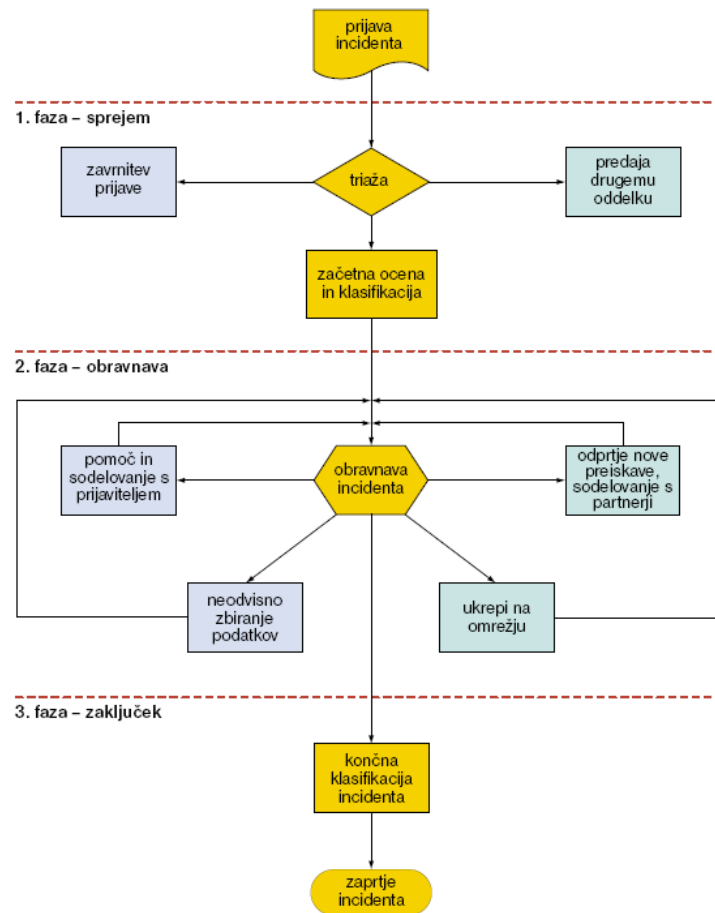 prijava
incidenta
1. faza – sprejem
zavrnitev
prijave
triaža
predaja
drugemu
oddelku
začetna ocena
in klasifikacija
2. faza – obravnava
pomoč in
sodelovanje s
prijaviteljem
obravnava
incidenta
odprtje nove
preiskave,
sodelovanje s
partnerji
neodvisno
zbiranje
podatkov
ukrepi na
omrežju
3. faza – zaključek
končna
klasifikacija
incidenta
zaprtje
incidenta